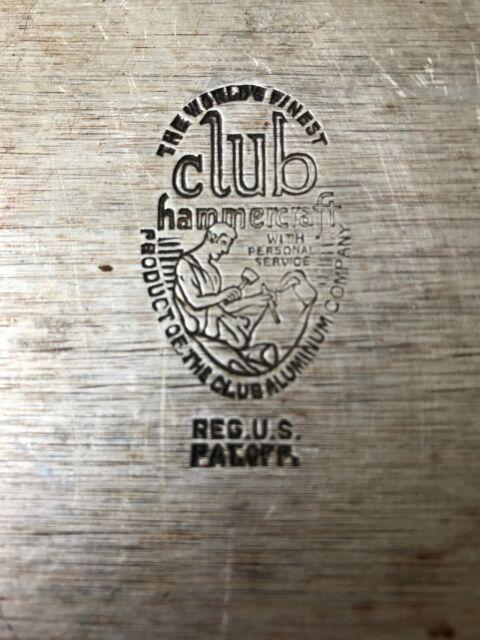 THE WORLD'S FINEST
club
hammercraft
WITH
PERSONAL
SERVICE
PRODUCT OF THE CLUB ALUMINUM COMPANY
REG.U.S.
PAT.OFF.